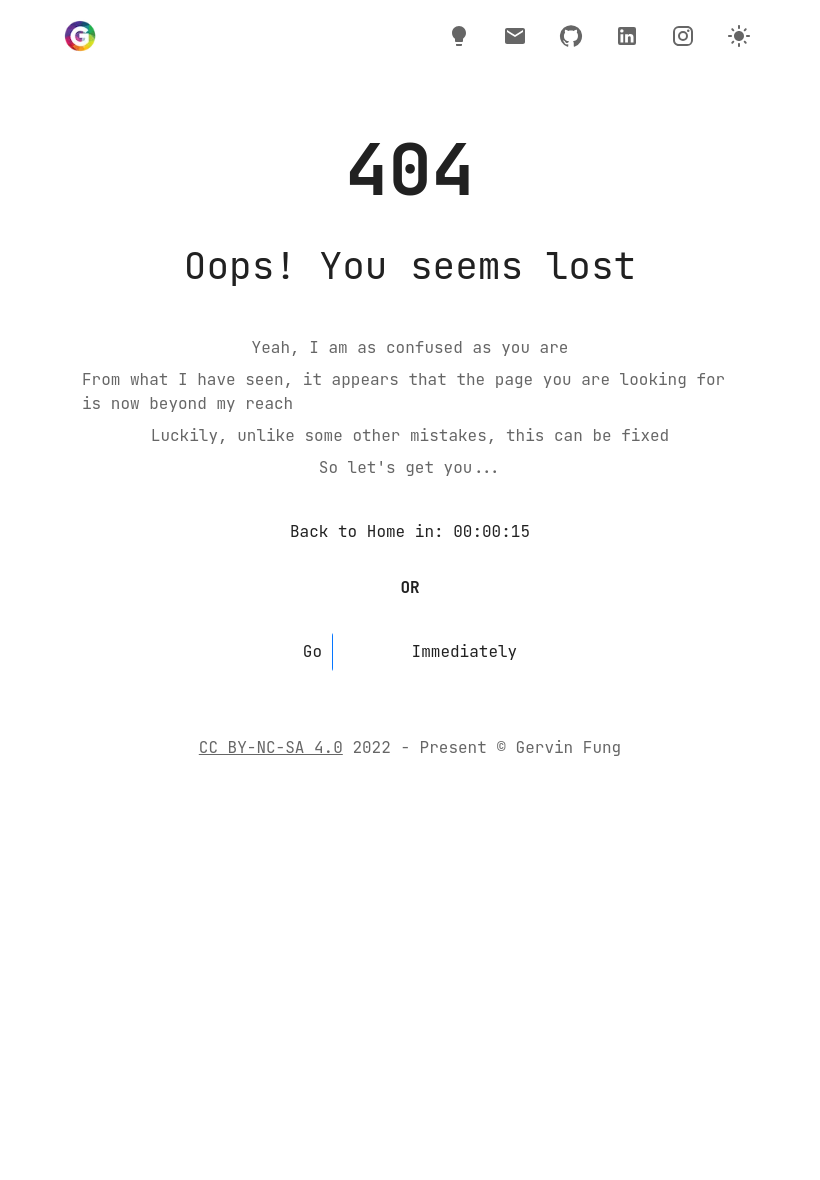 404
Oops! You seems lost
Yeah, I am as confused as you are
From what I have seen, it appears that the page you are looking for
is now beyond my reach
Luckily, unlike some other mistakes, this can be fixed
So let's get you...
Back to Home in: 00:00:15
OR
Go Immediately
CC BY-NC-SA 4.0 2022 - Present © Gervin Fung